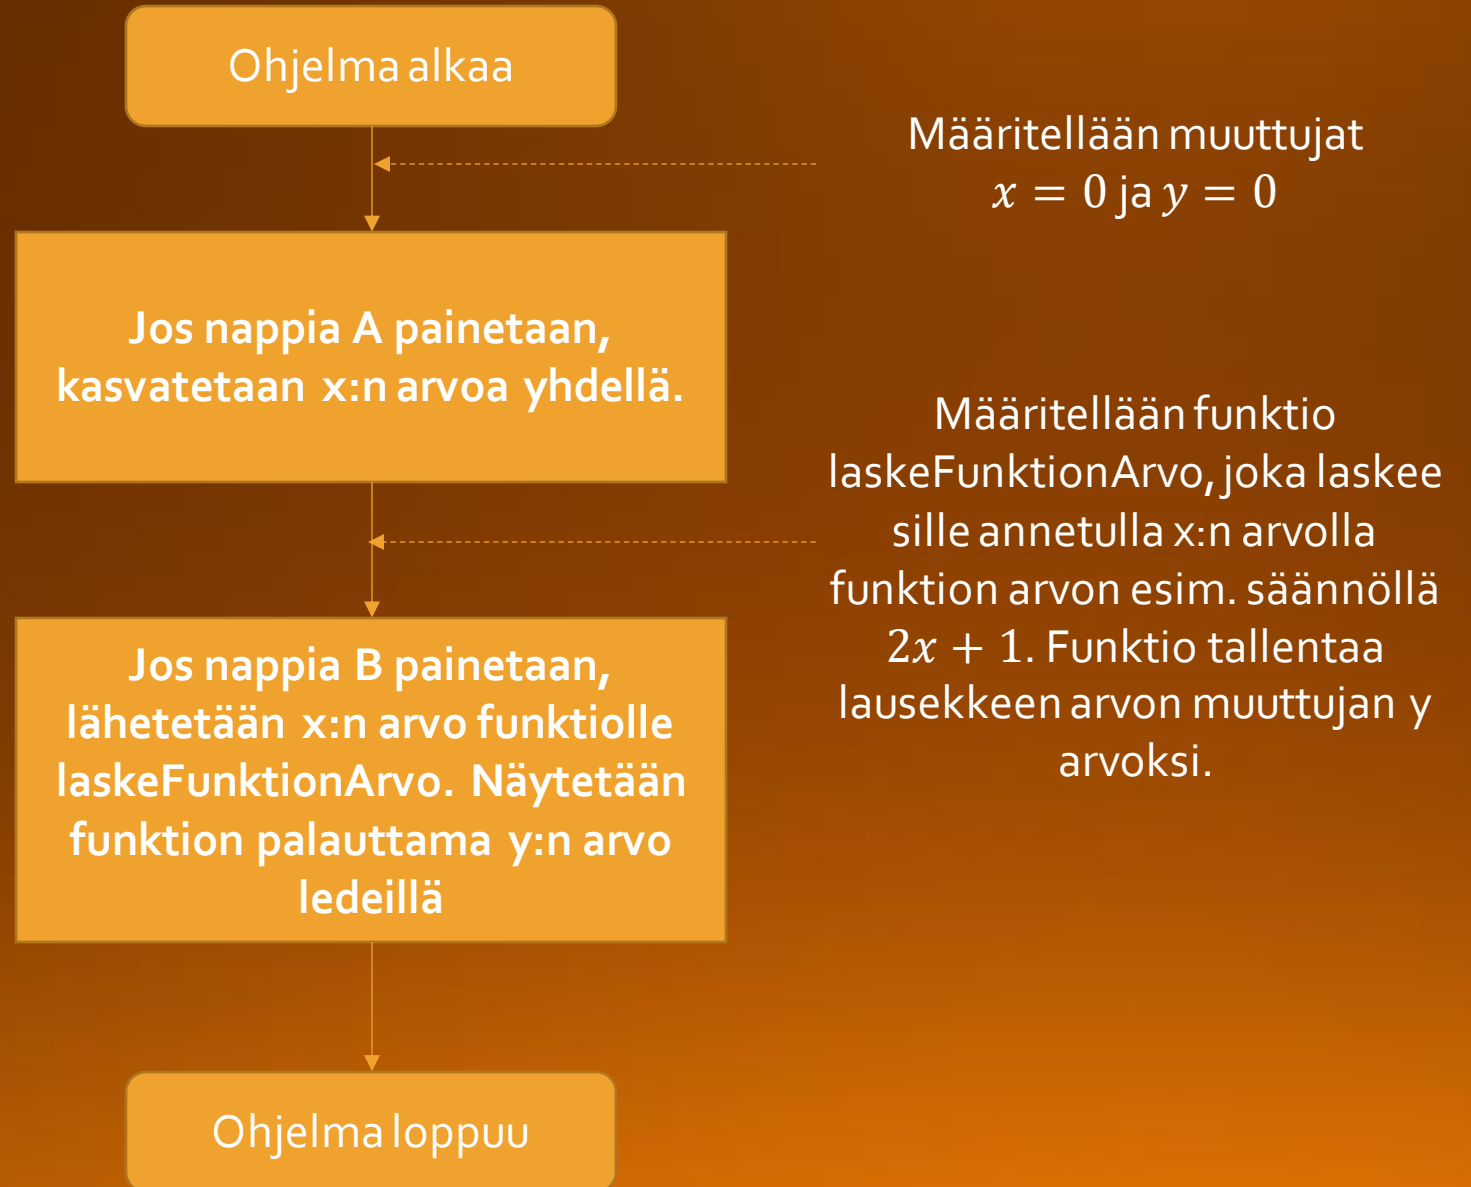 Ohjelma alkaa
Määritellään muuttujat
x = 0 ja y = 0
Jos nappia A painetaan,
kasvatetaan x:n arvoa yhdellä.
Määritellään funktio
laskeFunktionArvo, joka laskee
sille annetulla x:n arvolla
funktion arvon esim. säännöllä
2x + 1. Funktio tallentaa
lausekkeen arvon muuttujan y
arvoksi.
Jos nappia B painetaan,
lähetetään x:n arvo funktiolle
laskeFunktionArvo. Näytetään
funktion palauttama y:n arvo
ledeillä
Ohjelma loppuu